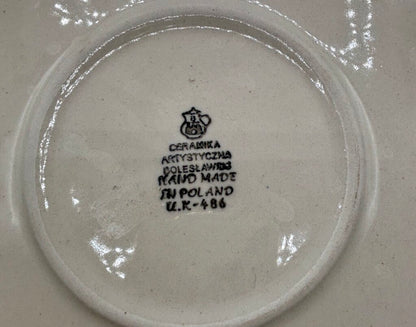 CERAMIKA
ARTYSTYCZNA
BOLESŁAWIEC
HAND MADE
IN POLAND
U.K-486